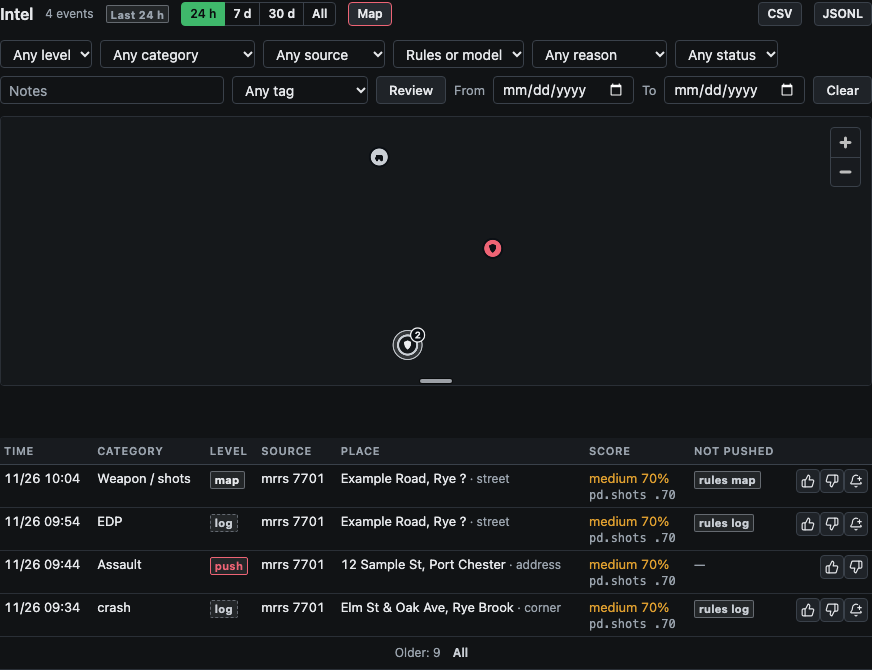 Intel 4 events Last 24 h 24 h 7 d 30 d All Map CSV JSONL
Any level Any category Any source Rules or model Any reason Any status
Notes Any tag Review From mm/dd/yyyy To mm/dd/yyyy Clear
+
−
2
TIME CATEGORY LEVEL SOURCE PLACE SCORE NOT PUSHED
11/26 10:04 Weapon / shots map mrrs 7701 Example Road, Rye ? · street medium 70% rules map
pd.shots .70
11/26 09:54 EDP log mrrs 7701 Example Road, Rye ? · street medium 70% rules log
pd.shots .70
11/26 09:44 Assault push mrrs 7701 12 Sample St, Port Chester · address medium 70% —
pd.shots .70
11/26 09:34 crash log mrrs 7701 Elm St & Oak Ave, Rye Brook · corner medium 70% rules log
pd.shots .70
Older: 9 All